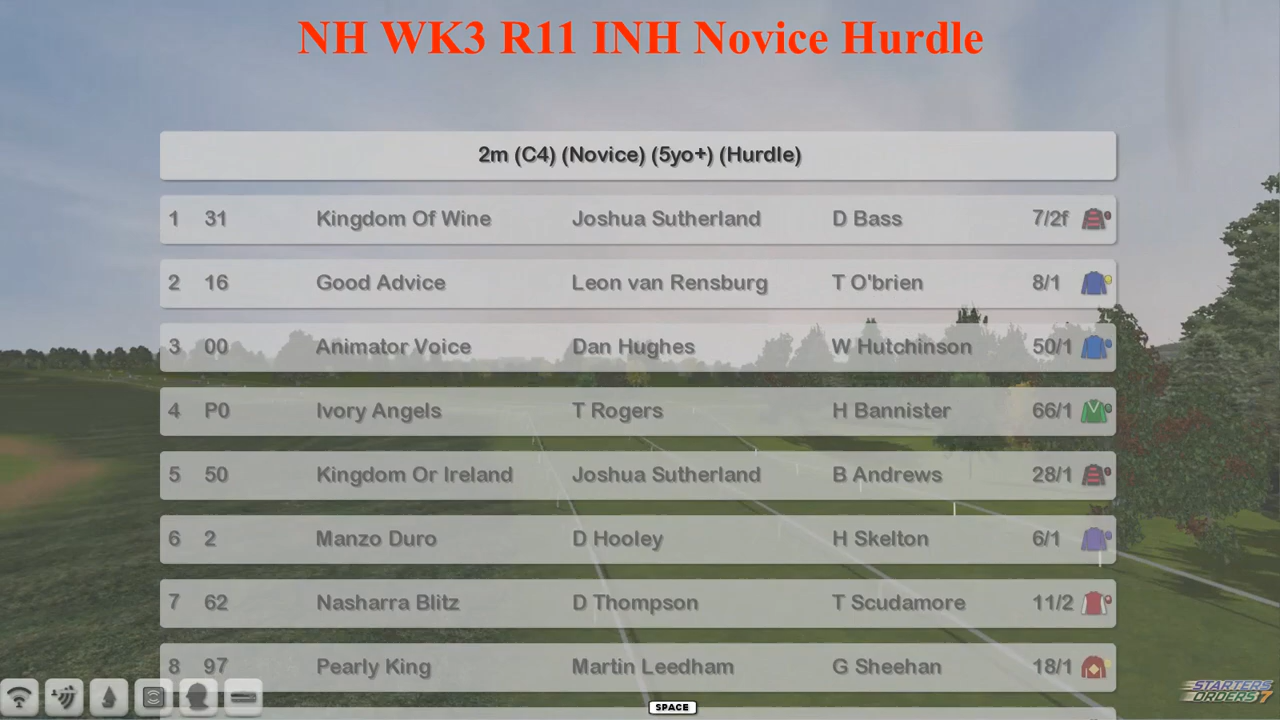 NH WK3 R11 INH Novice Hurdle
2m (C4) (Novice) (5yo+) (Hurdle)
1 31 Kingdom Of Wine Joshua Sutherland D Bass 7/2f
2 16 Good Advice Leon van Rensburg T O'brien 8/1
3 00 Animator Voice Dan Hughes W Hutchinson 50/1
4 P0 Ivory Angels T Rogers H Bannister 66/1
5 50 Kingdom Or Ireland Joshua Sutherland B Andrews 28/1
6 2 Manzo Duro D Hooley H Skelton 6/1
7 62 Nasharra Blitz D Thompson T Scudamore 11/2
8 97 Pearly King Martin Leedham G Sheehan 18/1
SPACE
STARTERS
ORDERS 7